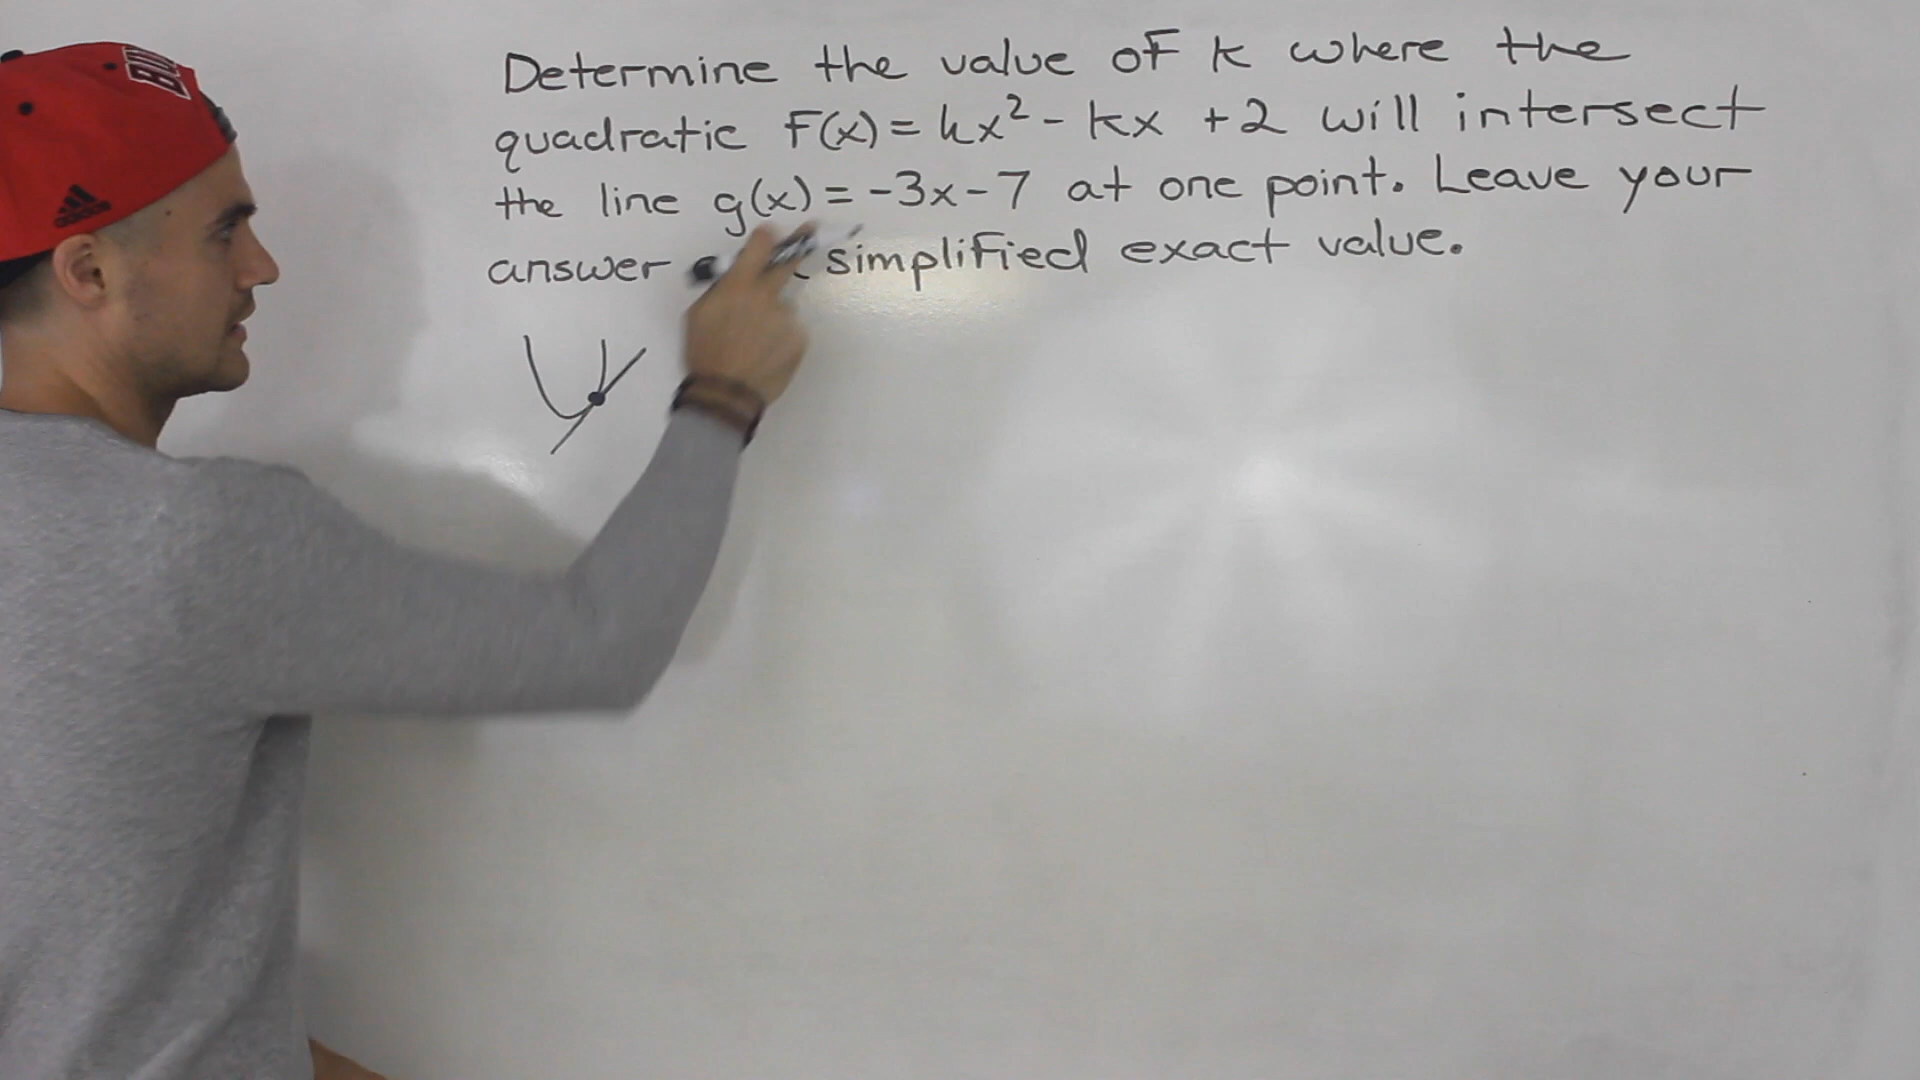 Determine the value of k where the
quadratic F(x) = kx² - kx + 2 will intersect
the line g(x) = -3x - 7 at one point. Leave your
answer simplified exact value.